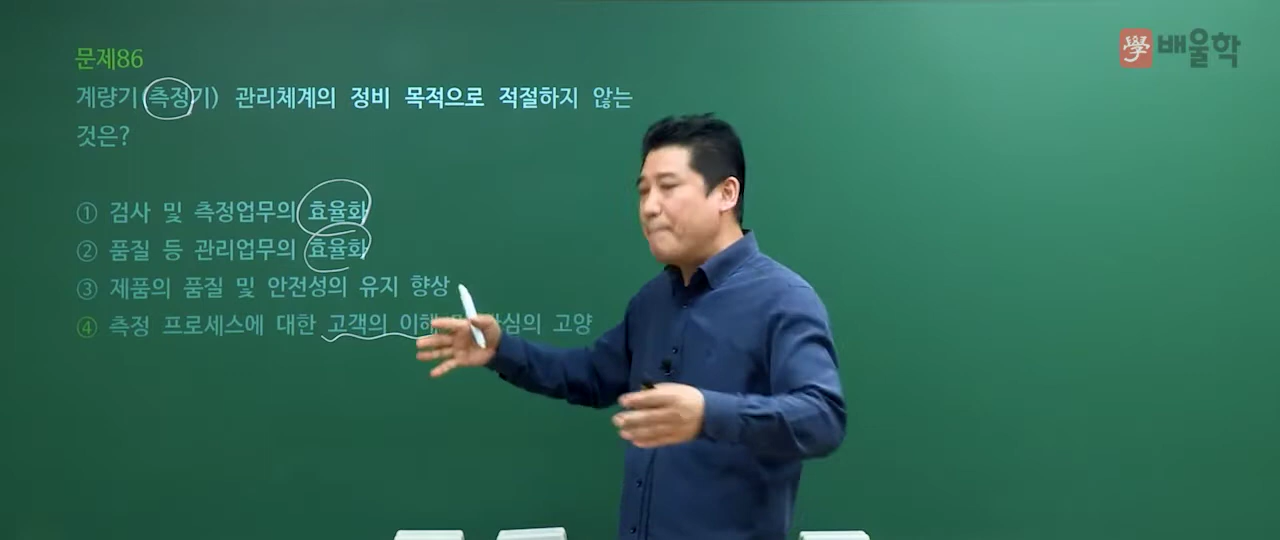 學 배울학
문제86
계량기(측정기) 관리체계의 정비 목적으로 적절하지 않는
것은?
① 검사 및 측정업무의 효율화
② 품질 등 관리업무의 효율화
③ 제품의 품질 및 안전성의 유지 향상
④ 측정 프로세스에 대한 고객의 이해 고양